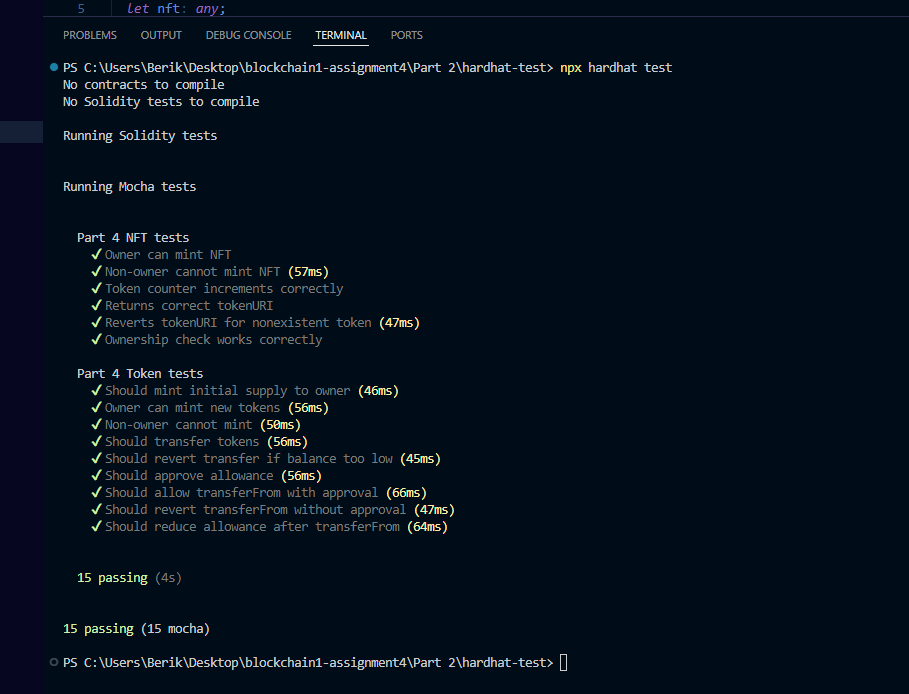 5 let nft: any;
PROBLEMS OUTPUT DEBUG CONSOLE TERMINAL PORTS
PS C:\Users\Berik\Desktop\blockchain1-assignment4\Part 2\hardhat-test> npx hardhat test
No contracts to compile
No Solidity tests to compile
Running Solidity tests
Running Mocha tests
Part 4 NFT tests
✓Owner can mint NFT
✓Non-owner cannot mint NFT (57ms)
✓Token counter increments correctly
✓Returns correct tokenURI
✓Reverts tokenURI for nonexistent token (47ms)
✓Ownership check works correctly
Part 4 Token tests
✓Should mint initial supply to owner (46ms)
✓Owner can mint new tokens (56ms)
✓Non-owner cannot mint (50ms)
✓Should transfer tokens (56ms)
✓Should revert transfer if balance too low (45ms)
✓Should approve allowance (56ms)
✓Should allow transferFrom with approval (66ms)
✓Should revert transferFrom without approval (47ms)
✓Should reduce allowance after transferFrom (64ms)
15 passing (4s)
15 passing (15 mocha)
PS C:\Users\Berik\Desktop\blockchain1-assignment4\Part 2\hardhat-test>